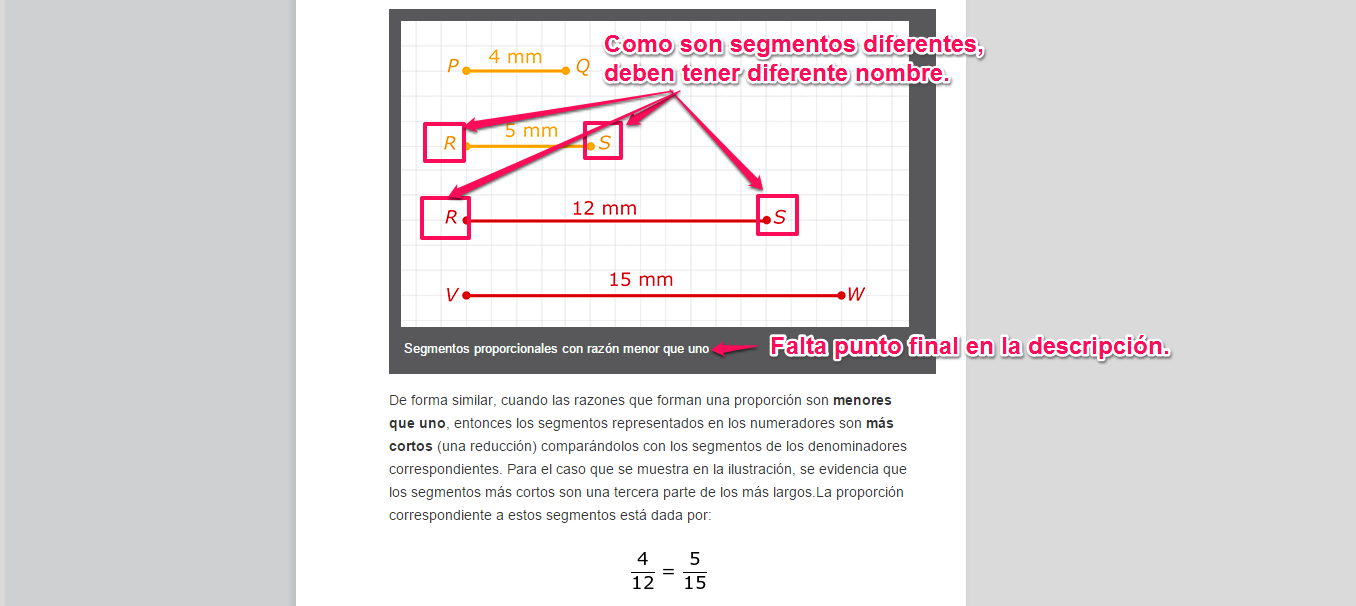 Como son segmentos diferentes,
deben tener diferente nombre.
P 4 mm Q
R 5 mm S
R 12 mm S
V 15 mm W
Segmentos proporcionales con razón menor que uno
Falta punto final en la descripción.
De forma similar, cuando las razones que forman una proporción son menores
que uno, entonces los segmentos representados en los numeradores son más
cortos (una reducción) comparándolos con los segmentos de los denominadores
correspondientes. Para el caso que se muestra en la ilustración, se evidencia que
los segmentos más cortos son una tercera parte de los más largos.La proporción
correspondiente a estos segmentos está dada por:
4/12 = 5/15